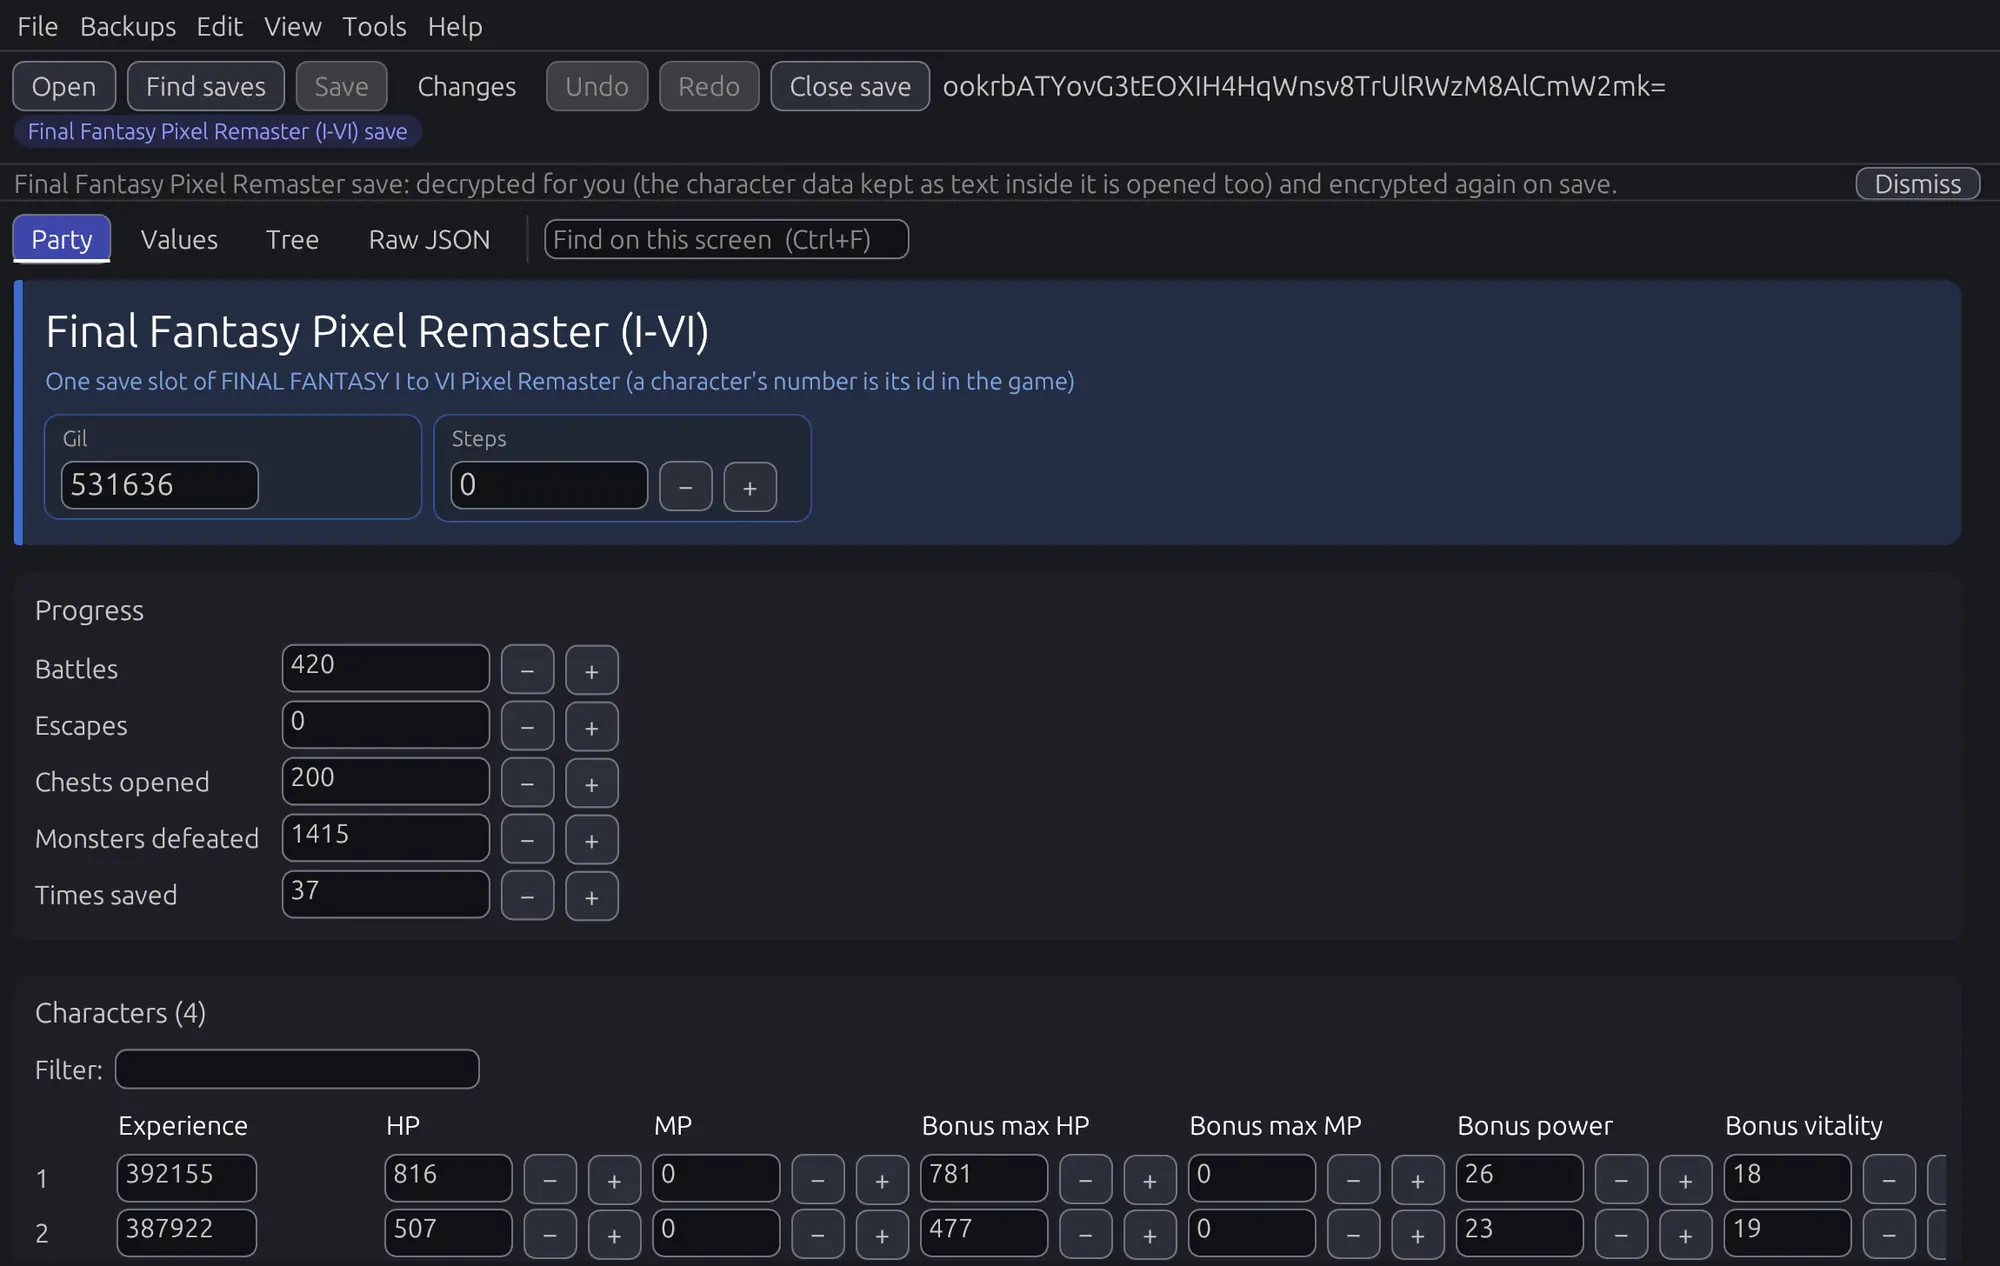 File Backups Edit View Tools Help
Open Find saves Save Changes Undo Redo Close save ookrbATYovG3tEOXIH4HqWnsv8TrUlRWzM8AlCmW2mk=
Final Fantasy Pixel Remaster (I-VI) save
Final Fantasy Pixel Remaster save: decrypted for you (the character data kept as text inside it is opened too) and encrypted again on save. Dismiss
Party Values Tree Raw JSON Find on this screen (Ctrl+F)
Final Fantasy Pixel Remaster (I-VI)
One save slot of FINAL FANTASY I to VI Pixel Remaster (a character's number is its id in the game)
Gil Steps
531636 0 − +
Progress
Battles 420 − +
Escapes 0 − +
Chests opened 200 − +
Monsters defeated 1415 − +
Times saved 37 − +
Characters (4)
Filter:
Experience HP MP Bonus max HP Bonus max MP Bonus power Bonus vitality
1 392155 816 − + 0 − + 781 − + 0 − + 26 − + 18 −
2 387922 507 − + 0 − + 477 − + 0 − + 23 − + 19 −